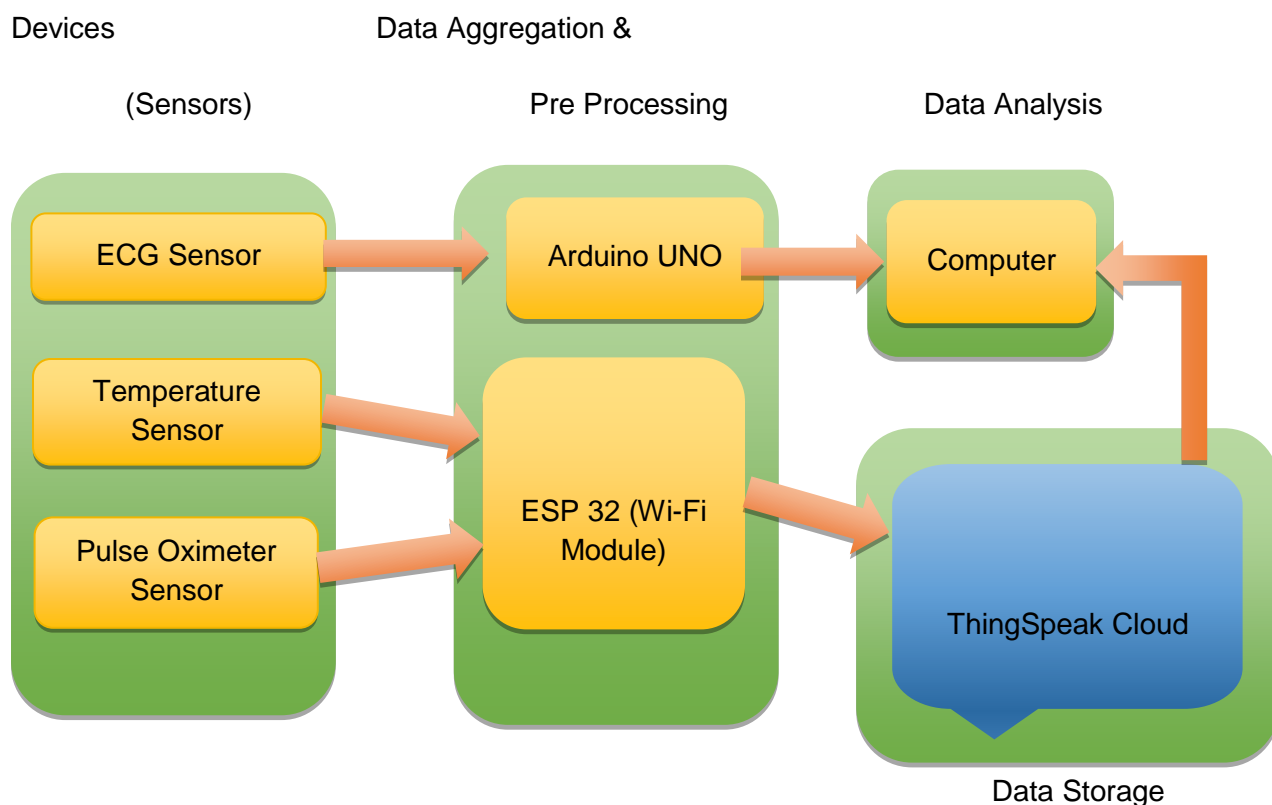 Devices
Data Aggregation &
(Sensors)
Pre Processing
Data Analysis
ECG Sensor
Arduino UNO
Computer
Temperature
Sensor
ESP 32 (Wi-Fi
Module)
Pulse Oximeter
Sensor
ThingSpeak Cloud
Data Storage